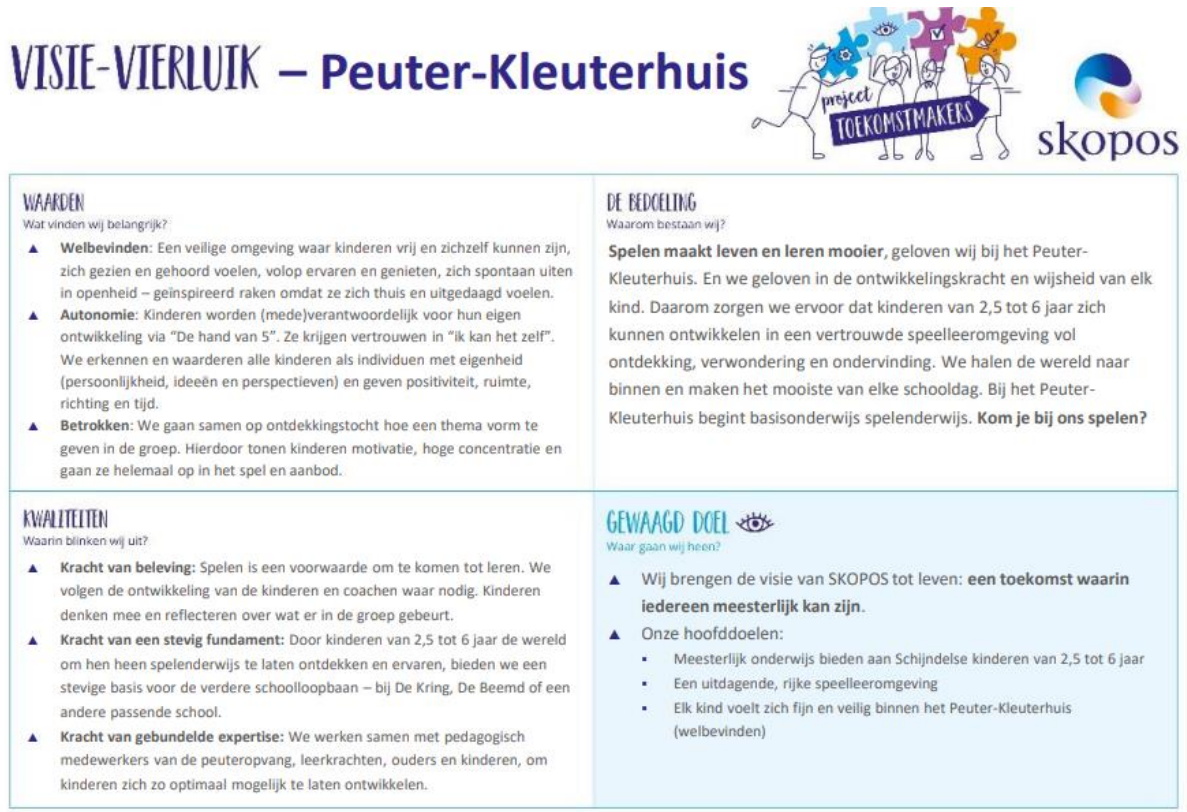 VISIE-VIERLUIK – Peuter-Kleuterhuis
project
TOEKOMSTMAKERS
skopos
WAARDEN
Wat vinden wij belangrijk?
▲ Welbevinden: Een veilige omgeving waar kinderen vrij en zichzelf kunnen zijn,
zich gezien en gehoord voelen, volop ervaren en genieten, zich spontaan uiten
in openheid – geïnspireerd raken omdat ze zich thuis en uitgedaagd voelen.
▲ Autonomie: Kinderen worden (mede)verantwoordelijk voor hun eigen
ontwikkeling via “De hand van 5”. Ze krijgen vertrouwen in “ik kan het zelf”.
We erkennen en waarderen alle kinderen als individuen met eigenheid
(persoonlijkheid, ideeën en perspectieven) en geven positiviteit, ruimte,
richting en tijd.
▲ Betrokken: We gaan samen op ontdekkingstocht hoe een thema vorm te
geven in de groep. Hierdoor tonen kinderen motivatie, hoge concentratie en
gaan ze helemaal op in het spel en aanbod.
DE BEDOELING
Waarom bestaan wij?
Spelen maakt leven en leren mooier, geloven wij bij het Peuter-
Kleuterhuis. En we geloven in de ontwikkelingskracht en wijsheid van elk
kind. Daarom zorgen we ervoor dat kinderen van 2,5 tot 6 jaar zich
kunnen ontwikkelen in een vertrouwde speelleeromgeving vol
ontdekking, verwondering en ondervinding. We halen de wereld naar
binnen en maken het mooiste van elke schooldag. Bij het Peuter-
Kleuterhuis begint basisonderwijs spelenderwijs. Kom je bij ons spelen?
KWALITEITEN
Waarin blinken wij uit?
▲ Kracht van beleving: Spelen is een voorwaarde om te komen tot leren. We
volgen de ontwikkeling van de kinderen en coachen waar nodig. Kinderen
denken mee en reflecteren over wat er in de groep gebeurt.
▲ Kracht van een stevig fundament: Door kinderen van 2,5 tot 6 jaar de wereld
om hen heen spelenderwijs te laten ontdekken en ervaren, bieden we een
stevige basis voor de verdere schoolloopbaan – bij De Kring, De Beemd of een
andere passende school.
▲ Kracht van gebundelde expertise: We werken samen met pedagogisch
medewerkers van de peuteropvang, leerkrachten, ouders en kinderen, om
kinderen zich zo optimaal mogelijk te laten ontwikkelen.
GEWAAGD DOEL
Waar gaan wij heen?
▲ Wij brengen de visie van SKOPOS tot leven: een toekomst waarin
iedereen meesterlijk kan zijn.
▲ Onze hoofddoelen:
▪ Meesterlijk onderwijs bieden aan Schijndelse kinderen van 2,5 tot 6 jaar
▪ Een uitdagende, rijke speelleeromgeving
▪ Elk kind voelt zich fijn en veilig binnen het Peuter-Kleuterhuis
(welbevinden)